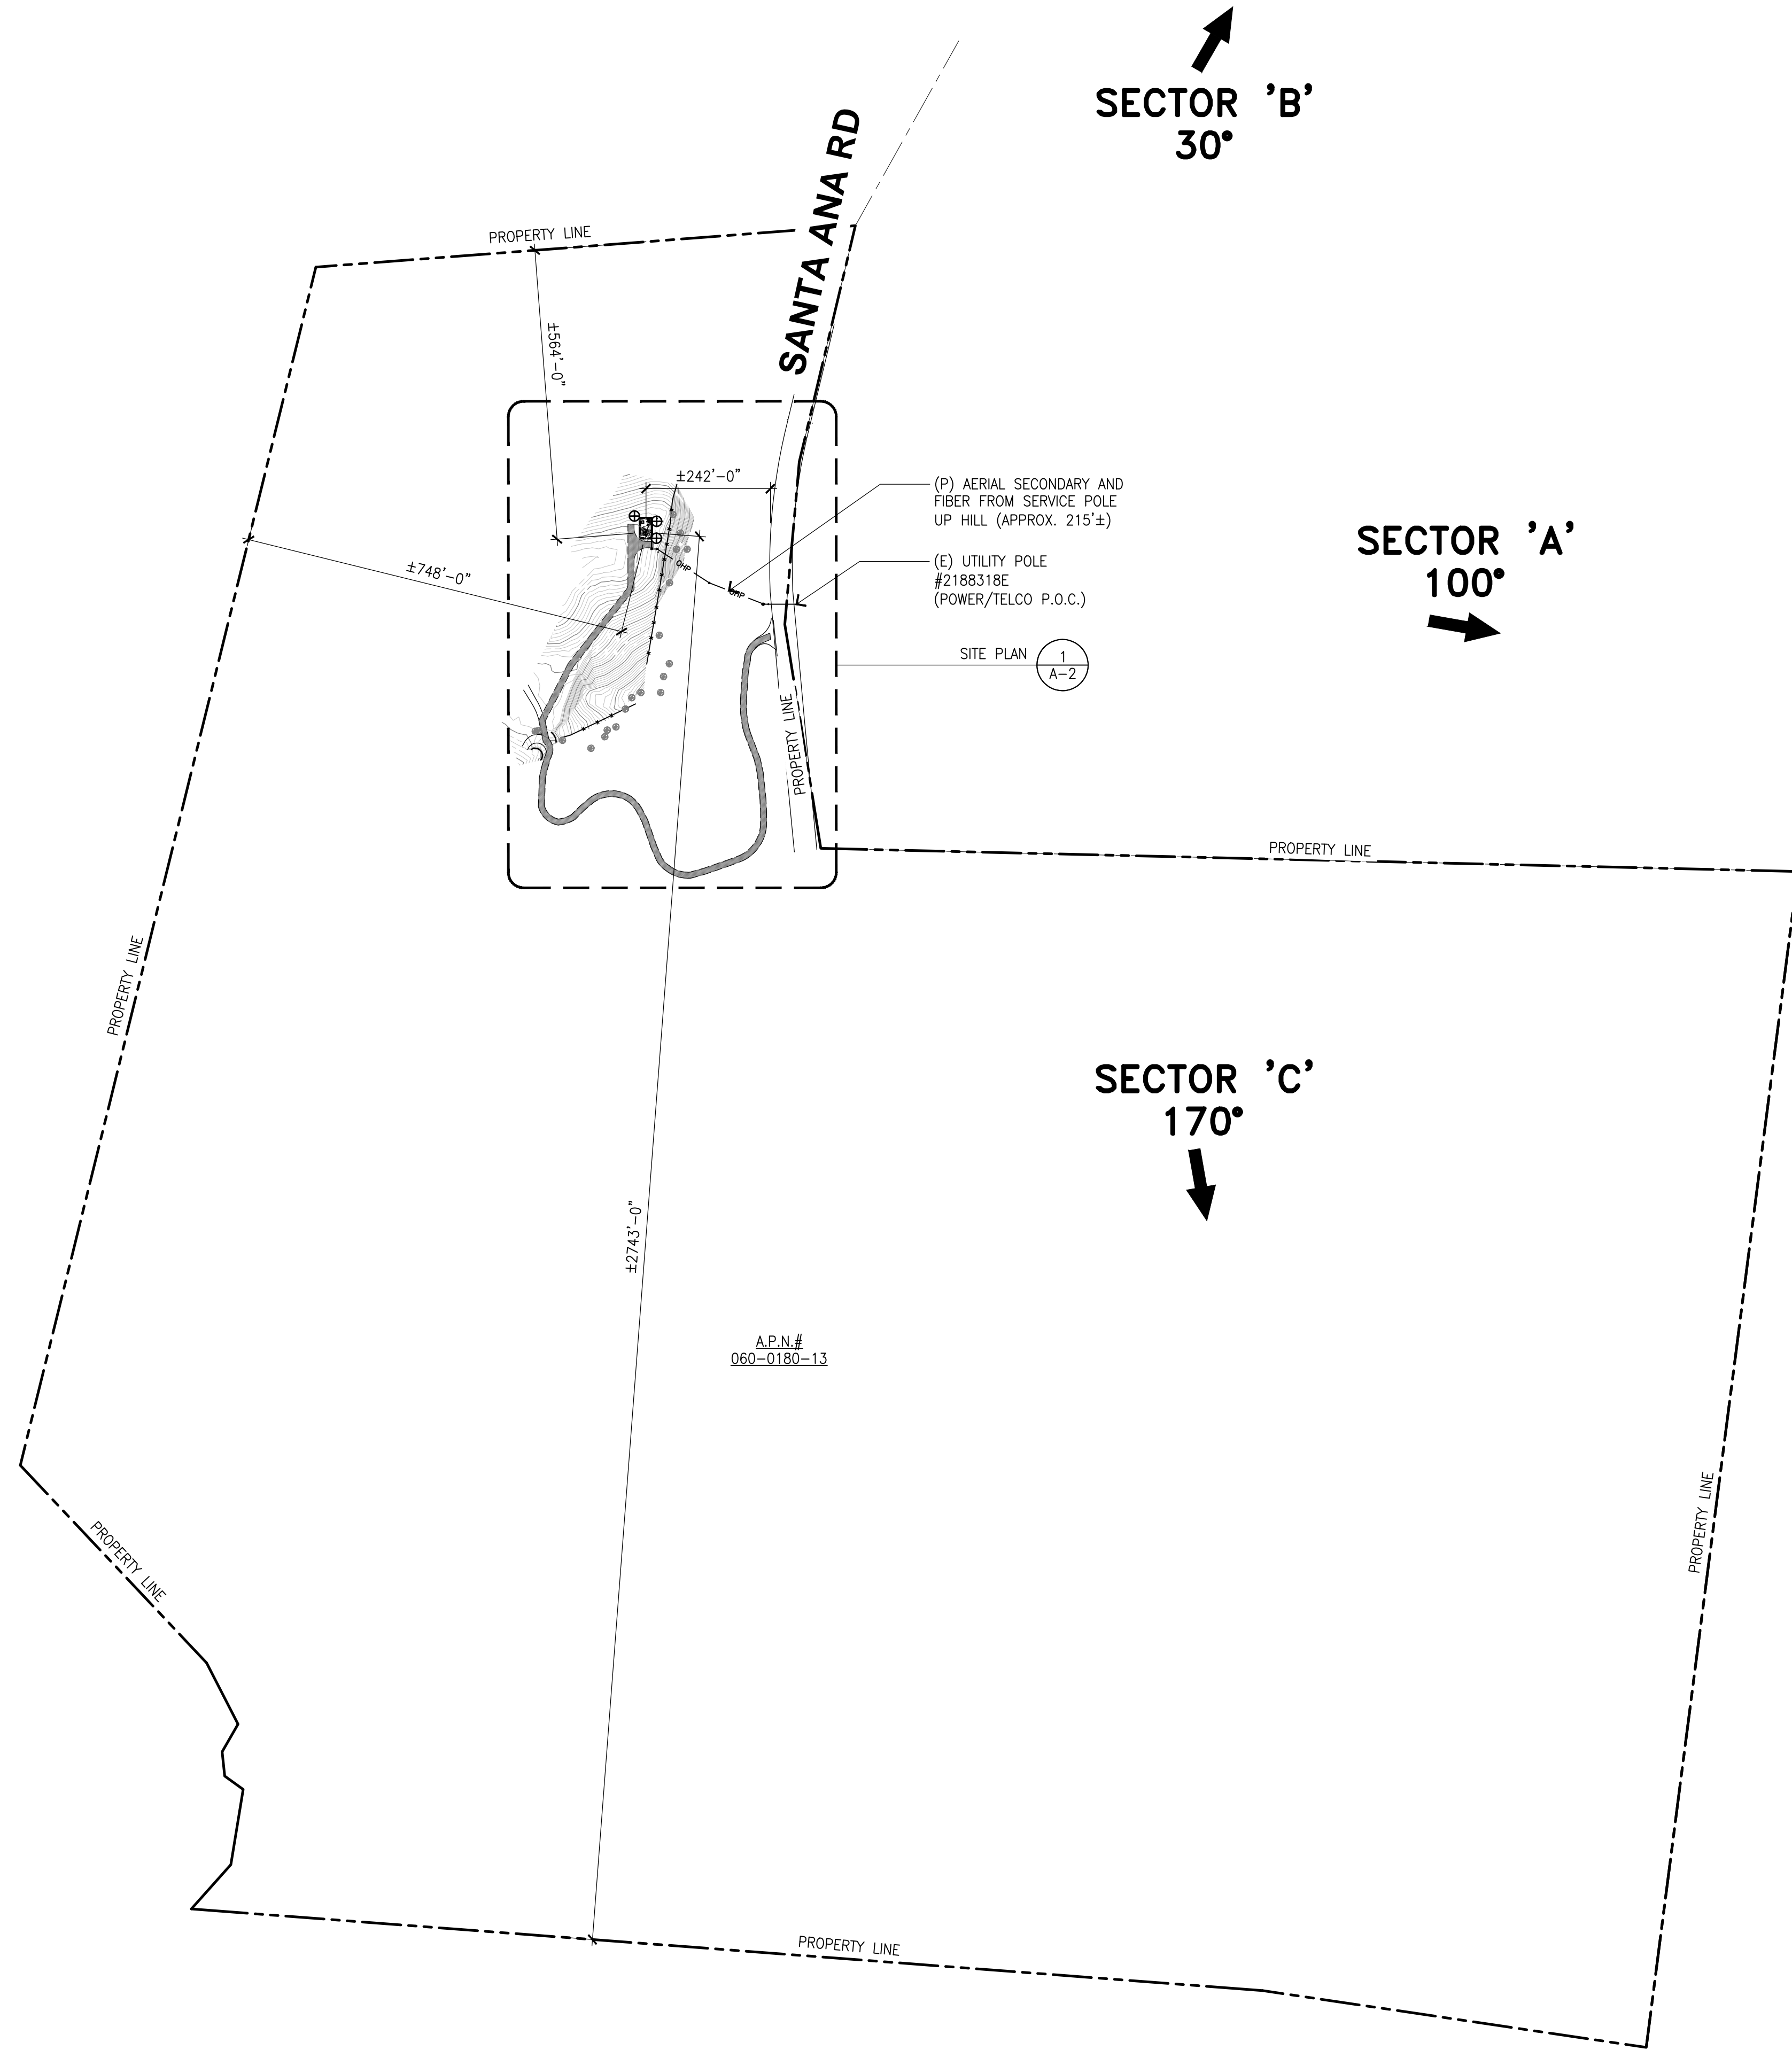 SECTOR 'B'
30°
SANTA ANA RD
PROPERTY LINE
±564'-0"
±242'-0"
(P) AERIAL SECONDARY AND
FIBER FROM SERVICE POLE
UP HILL (APPROX. 215'±)
SECTOR 'A'
100°
(E) UTILITY POLE
#2188318E
(POWER/TELCO P.O.C.)
OHP
OHP
±748'-0"
SITE PLAN
1
A-2
PROPERTY LINE
PROPERTY LINE
PROPERTY LINE
SECTOR 'C'
170°
±2743'-0"
A.P.N.#
060-0180-13
PROPERTY LINE
PROPERTY LINE
PROPERTY LINE